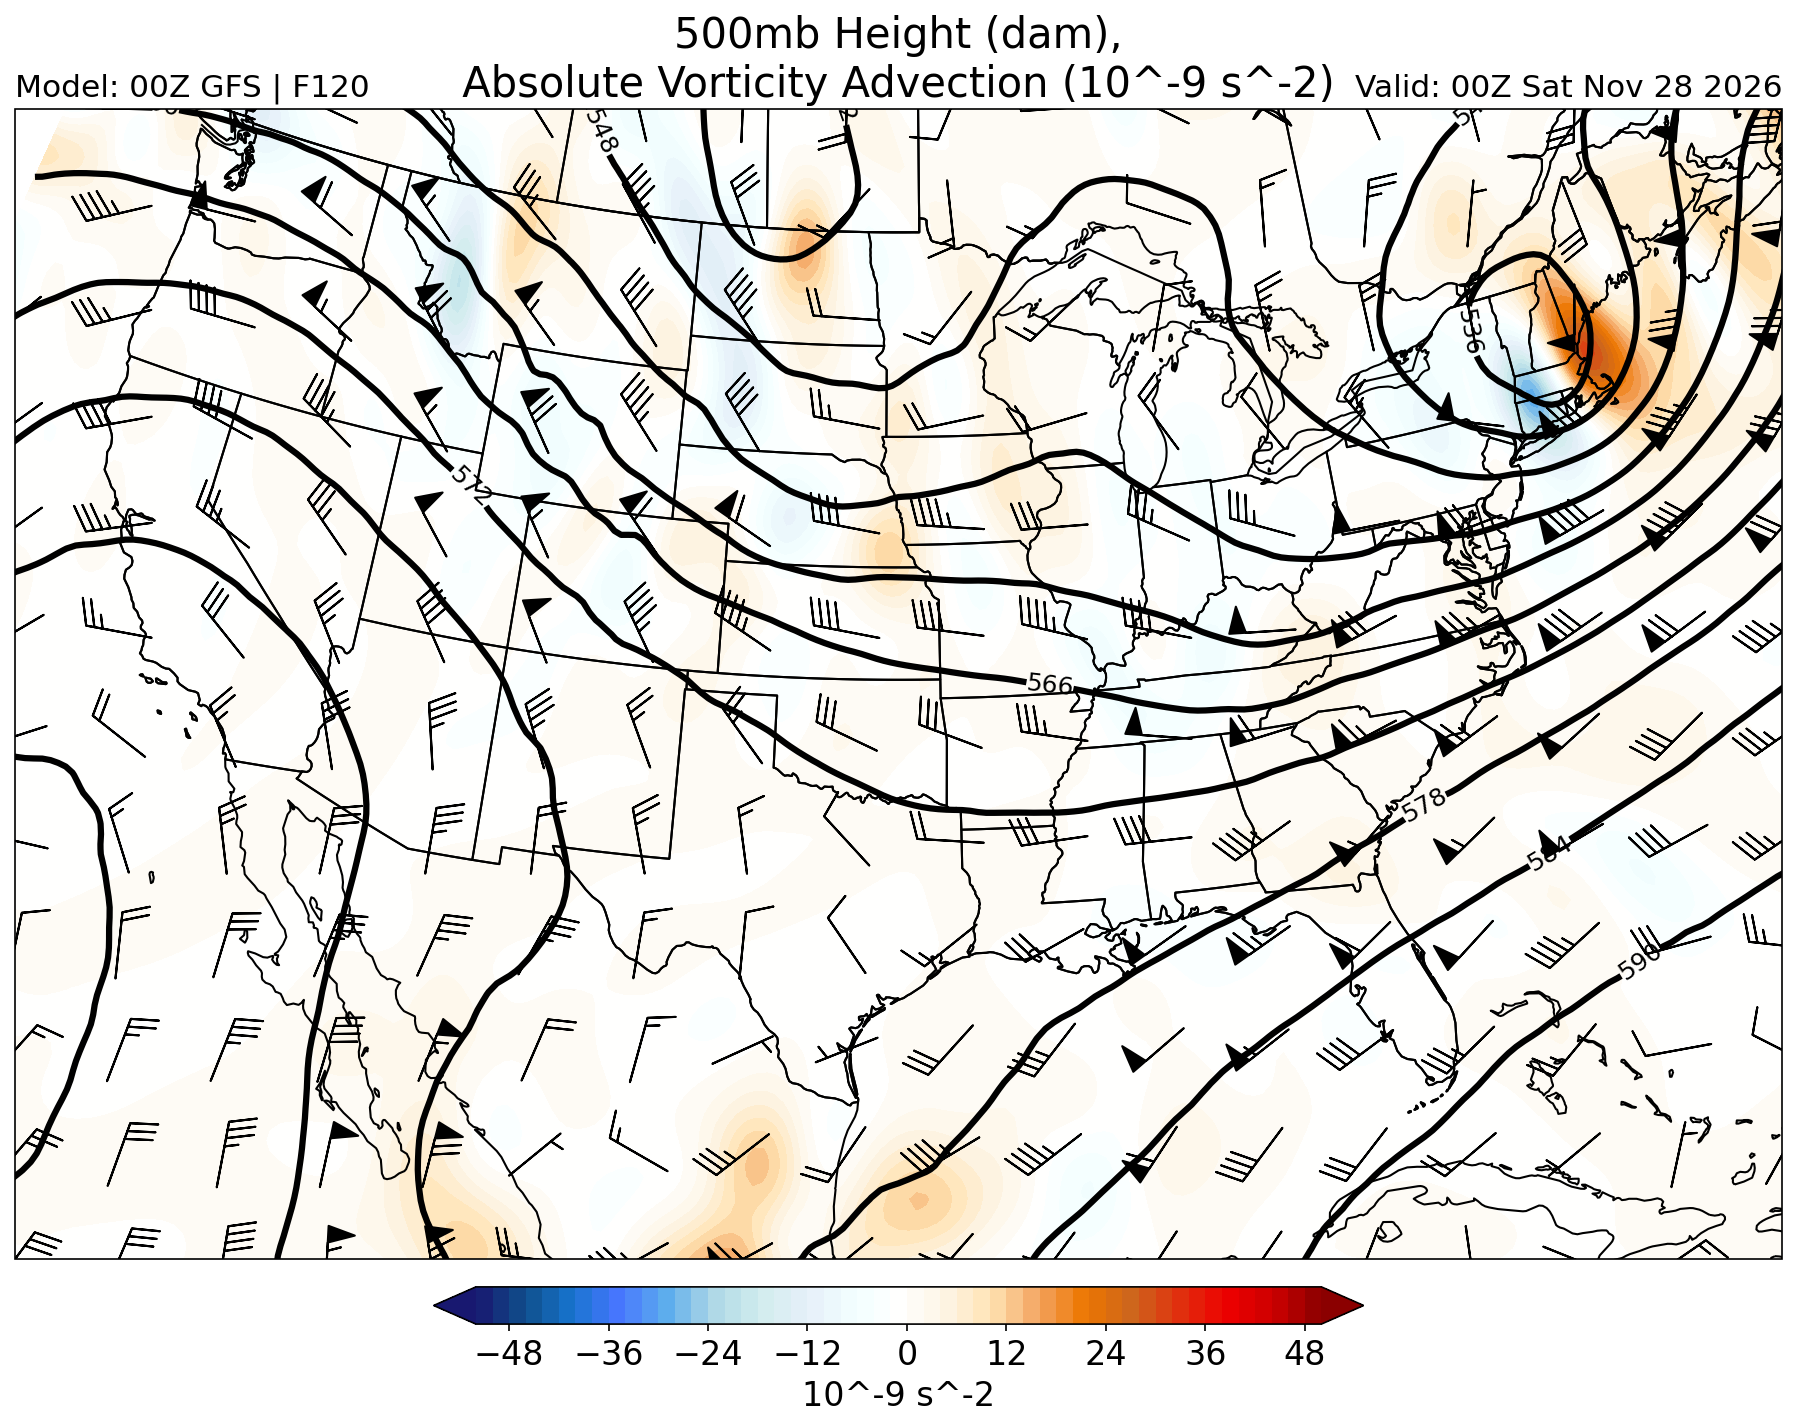 500mb Height (dam),
Model: 00Z GFS | F120
Absolute Vorticity Advection (10^-9 s^-2)
Valid: 00Z Sat Nov 28 2026
548
536
572
566
578
584
590
−48 −36 −24 −12 0 12 24 36 48
10^-9 s^-2